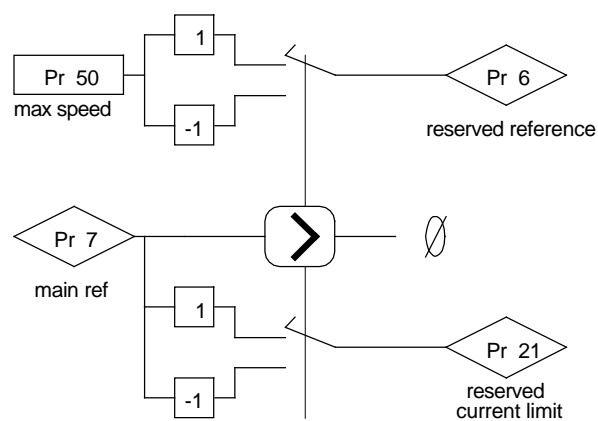 1
Pr 50
max speed
-1
Pr 6
reserved reference
Pr 7
main ref
>
Ø
1
-1
Pr 21
reserved
current limit